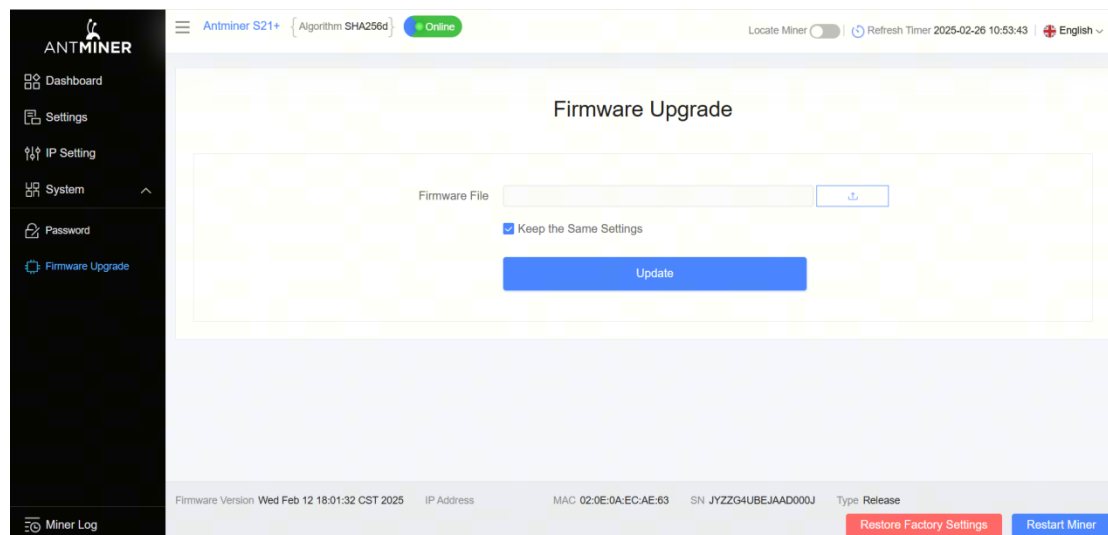 ANTMINER
Antminer S21+ {Algorithm SHA256d} Online
Locate Miner Refresh Timer 2025-02-26 10:53:43 English
Dashboard
Settings
IP Setting
System
Password
Firmware Upgrade
Firmware Upgrade
Firmware File
Keep the Same Settings
Update
Firmware Version Wed Feb 12 18:01:32 CST 2025 IP Address MAC 02:0E:0A:EC:AE:63 SN JYZZG4UBEJAAD000J Type Release
Miner Log
Restore Factory Settings Restart Miner